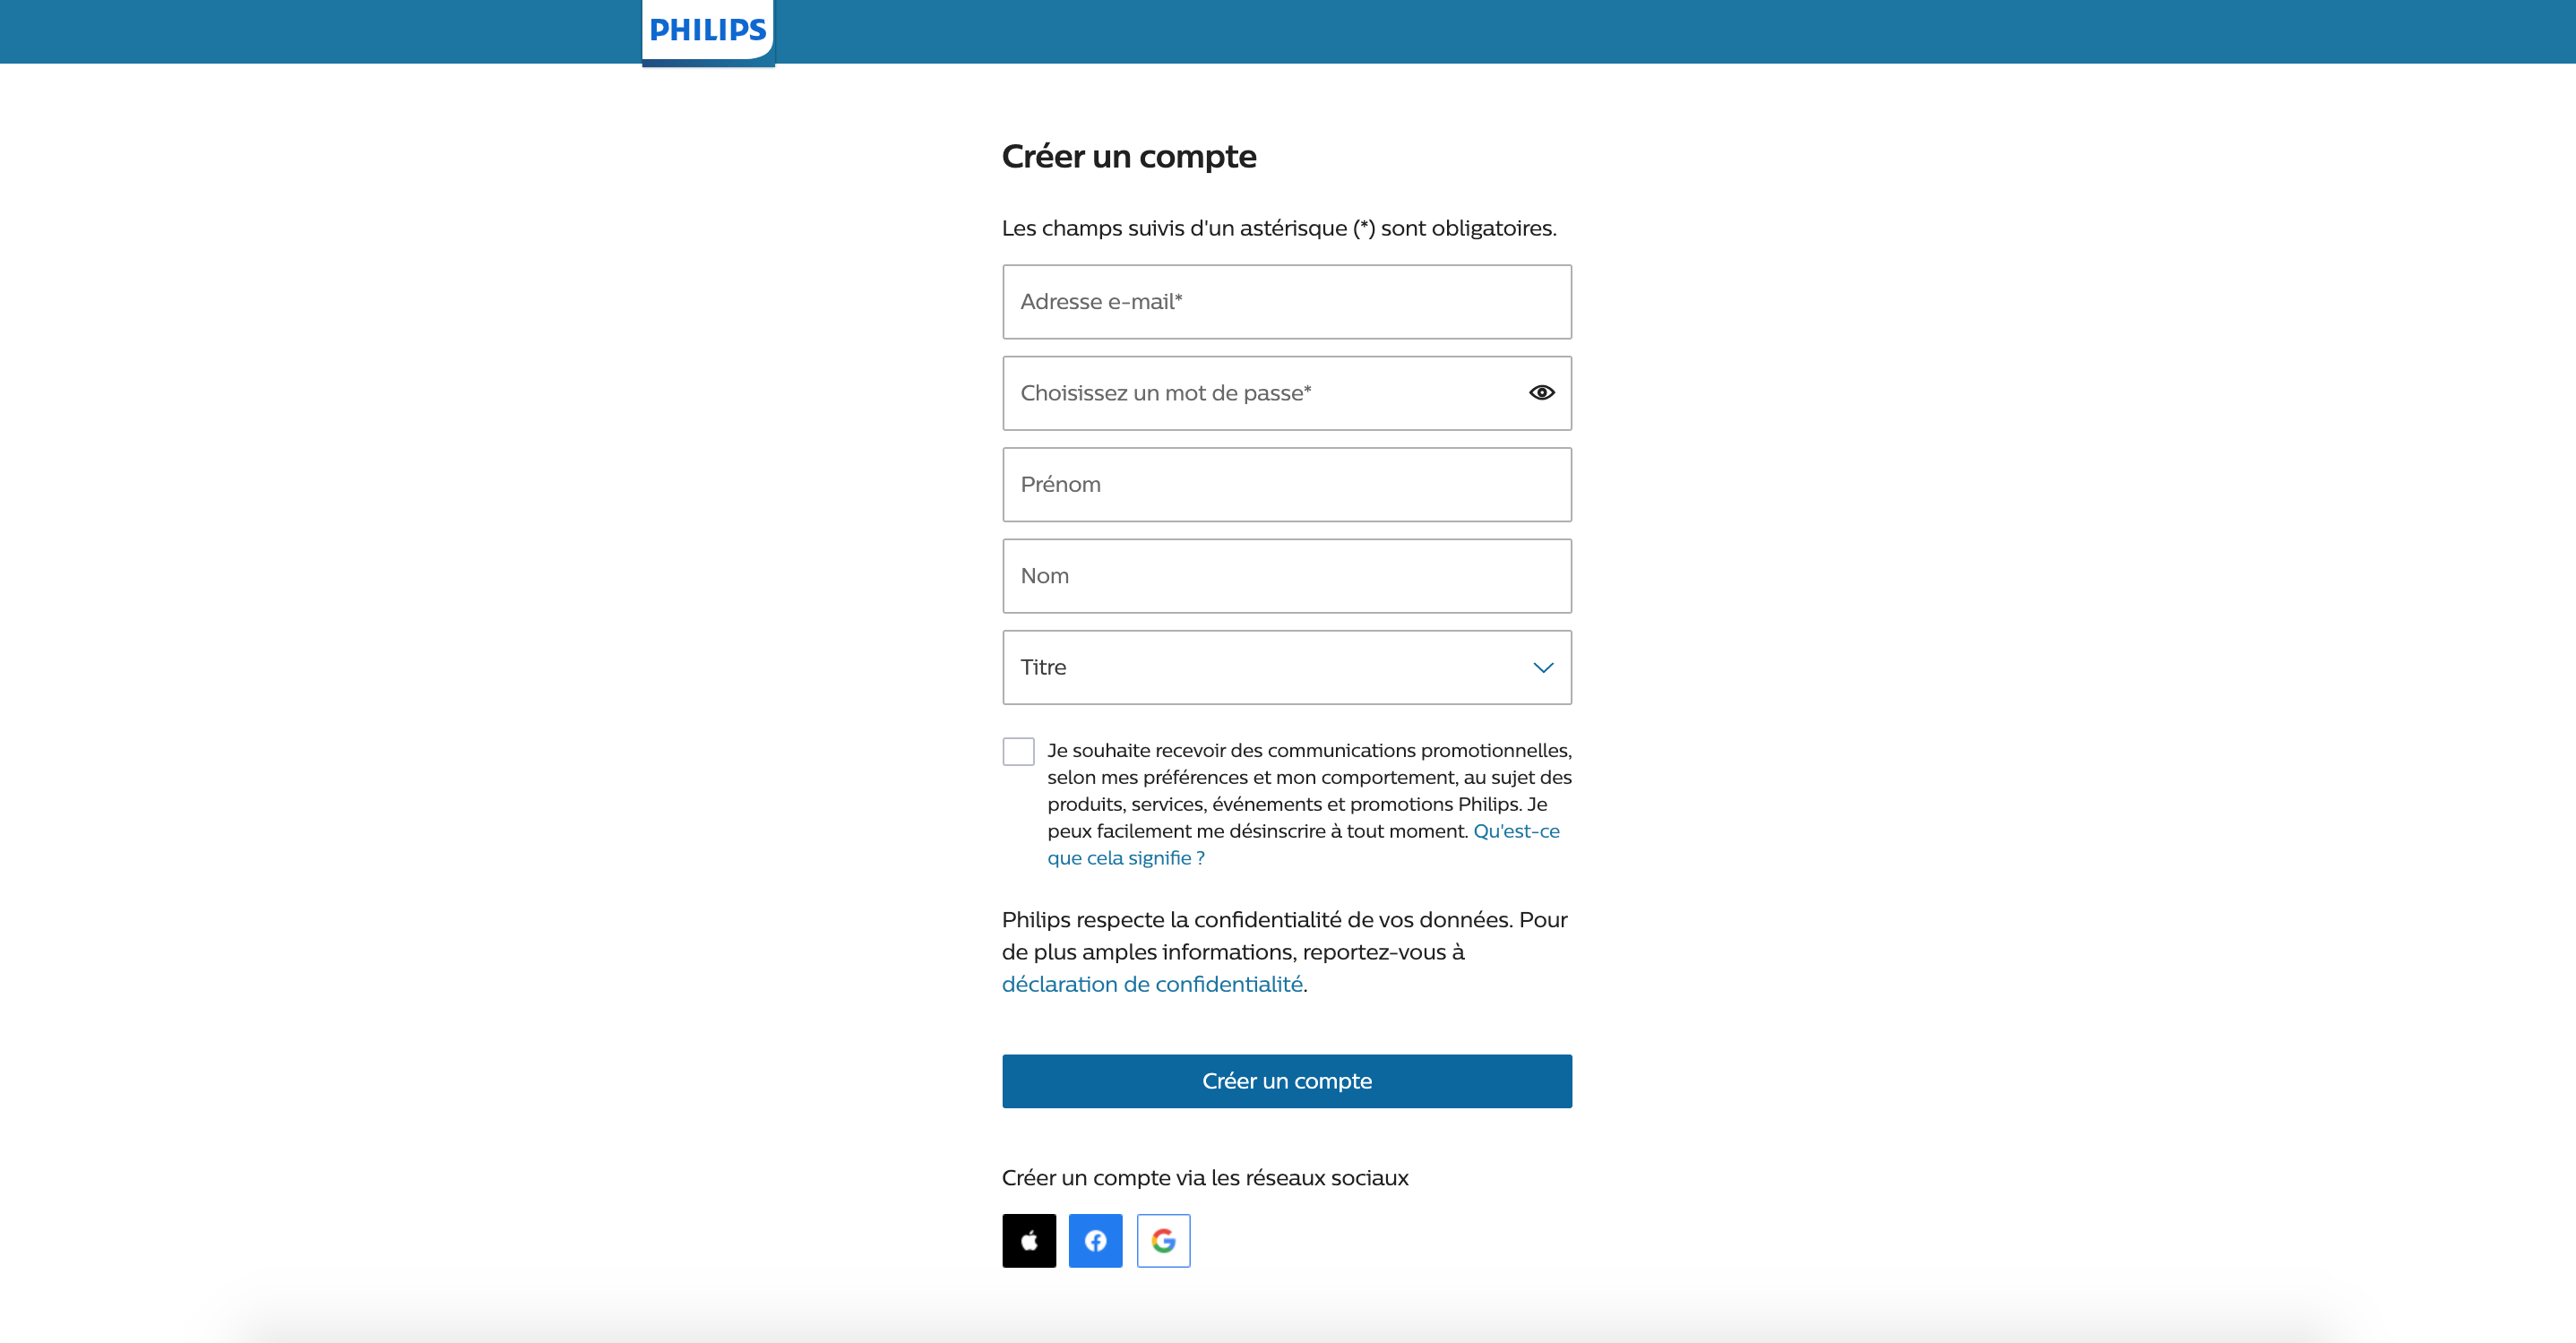 PHILIPS
Créer un compte
Les champs suivis d'un astérisque (*) sont obligatoires.
Adresse e-mail*
Choisissez un mot de passe*
Prénom
Nom
Titre
Je souhaite recevoir des communications promotionnelles,
selon mes préférences et mon comportement, au sujet des
produits, services, événements et promotions Philips. Je
peux facilement me désinscrire à tout moment. Qu'est-ce
que cela signifie ?
Philips respecte la confidentialité de vos données. Pour
de plus amples informations, reportez-vous à
déclaration de confidentialité.
Créer un compte
Créer un compte via les réseaux sociaux